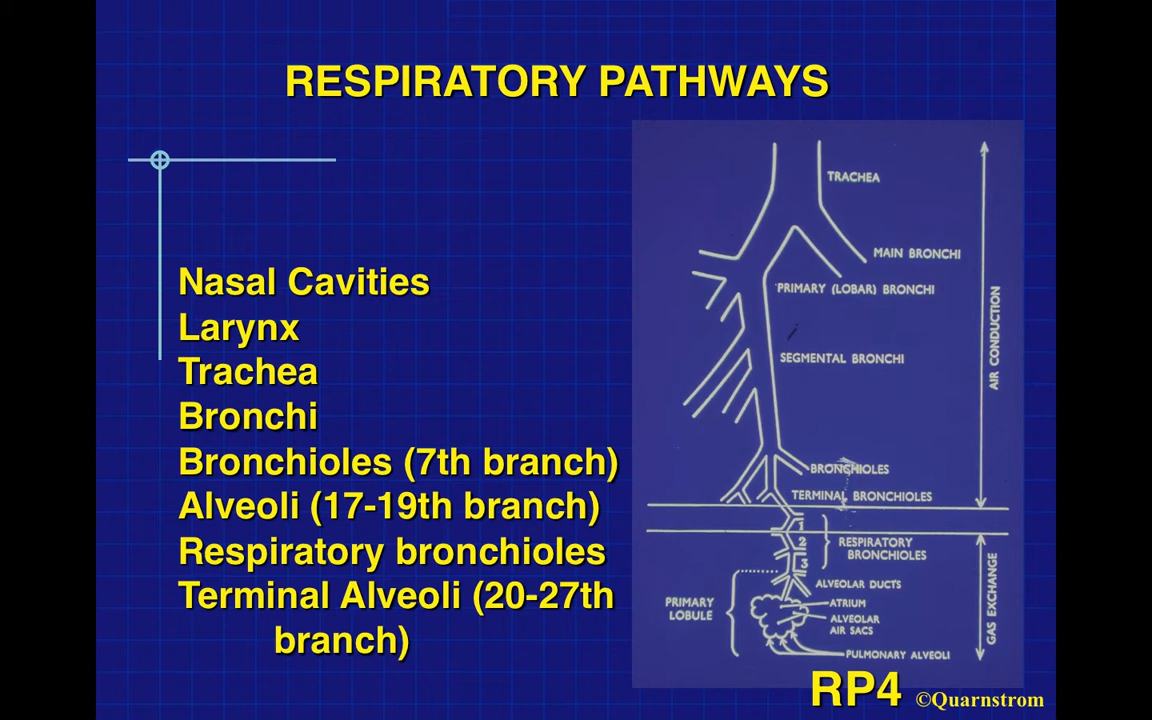 RESPIRATORY PATHWAYS
Nasal Cavities
Larynx
Trachea
Bronchi
Bronchioles (7th branch)
Alveoli (17-19th branch)
Respiratory bronchioles
Terminal Alveoli (20-27th
branch)
TRACHEA
MAIN BRONCHI
PRIMARY (LOBAR) BRONCHI
SEGMENTAL BRONCHI
AIR CONDUCTION
BRONCHIOLES
TERMINAL BRONCHIOLES
1
2
3
RESPIRATORY
BRONCHIOLES
ALVEOLAR DUCTS
PRIMARY
LOBULE
ATRIUM
ALVEOLAR
AIR SACS
PULMONARY ALVEOLI
GAS EXCHANGE
RP4
©Quarnstrom